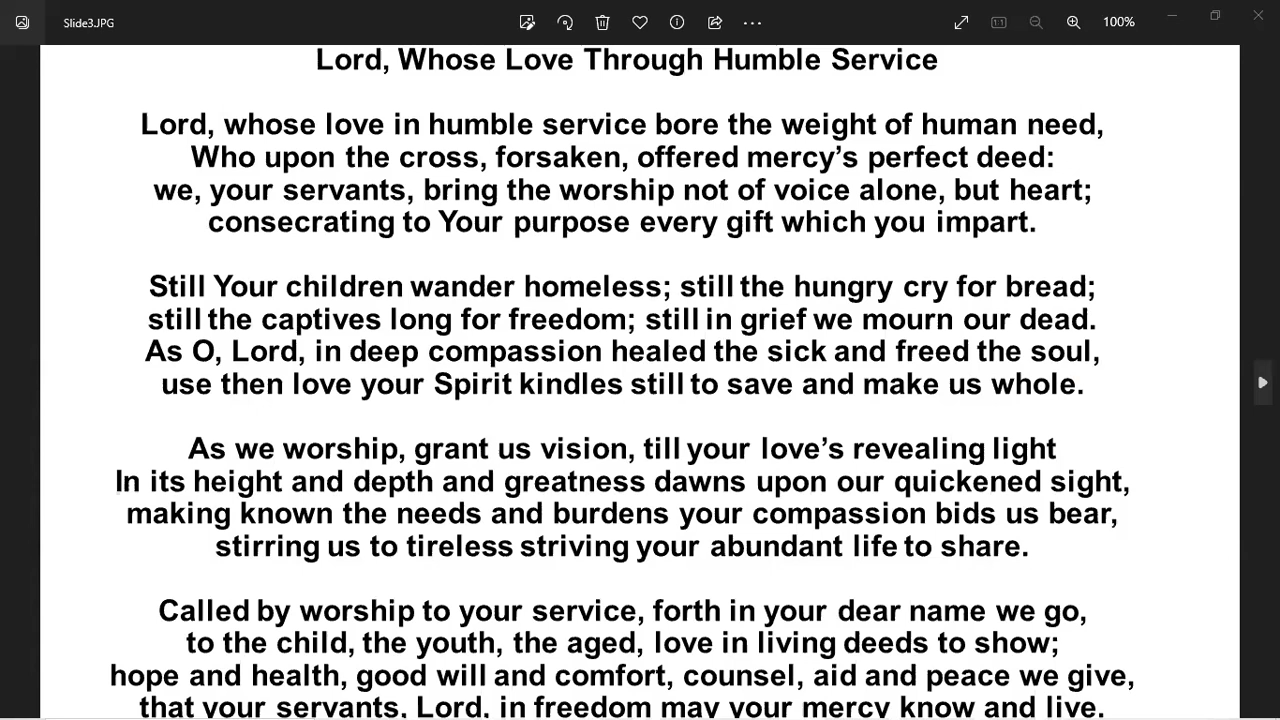 Slide3.JPG
100%
Lord, Whose Love Through Humble Service
Lord, whose love in humble service bore the weight of human need,
Who upon the cross, forsaken, offered mercy’s perfect deed:
we, your servants, bring the worship not of voice alone, but heart;
consecrating to Your purpose every gift which you impart.
Still Your children wander homeless; still the hungry cry for bread;
still the captives long for freedom; still in grief we mourn our dead.
As O, Lord, in deep compassion healed the sick and freed the soul,
use then love your Spirit kindles still to save and make us whole.
As we worship, grant us vision, till your love’s revealing light
In its height and depth and greatness dawns upon our quickened sight,
making known the needs and burdens your compassion bids us bear,
stirring us to tireless striving your abundant life to share.
Called by worship to your service, forth in your dear name we go,
to the child, the youth, the aged, love in living deeds to show;
hope and health, good will and comfort, counsel, aid and peace we give,
that your servants, Lord, in freedom may your mercy know and live.